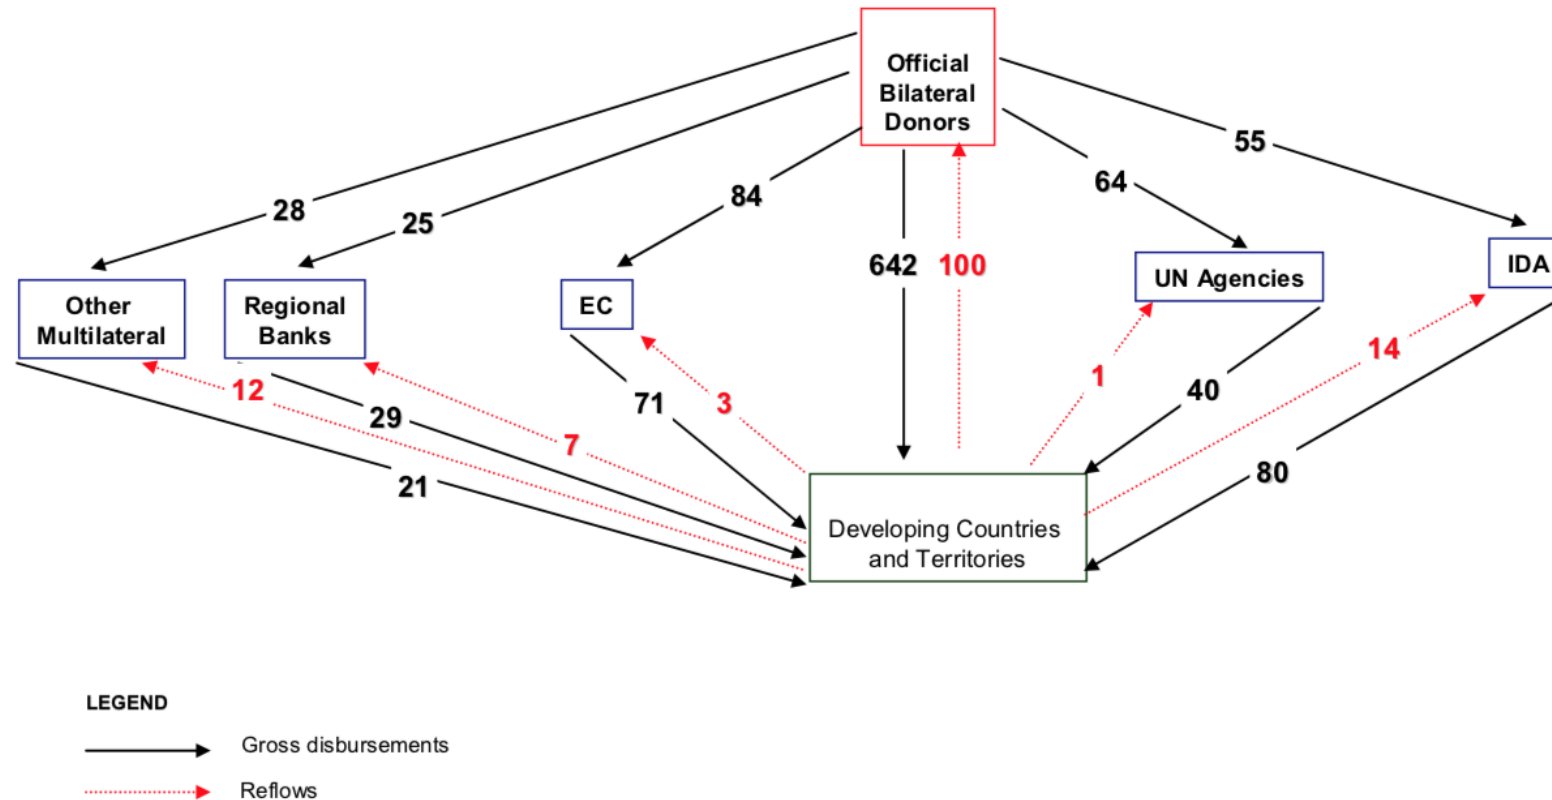 Official
Bilateral
Donors
55
64
84
28
25
642
100
Other
Multilateral
Regional
Banks
EC
UN Agencies
IDA
12
29
71
3
1
14
40
7
21
80
Developing Countries
and Territories
LEGEND
Gross disbursements
Reflows